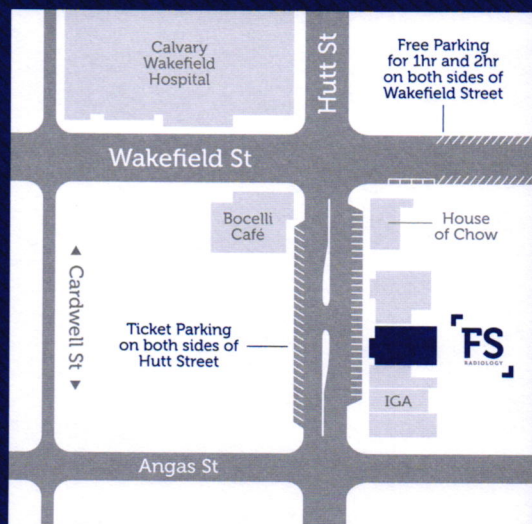 Calvary
Wakefield
Hospital
Hutt St
Free Parking
for 1hr and 2hr
on both sides of
Wakefield Street
Wakefield St
Bocelli
Café
House
of Chow
◄ Cardwell St ►
Ticket Parking
on both sides of
Hutt Street
FS
RADIOLOGY
IGA
Angas St